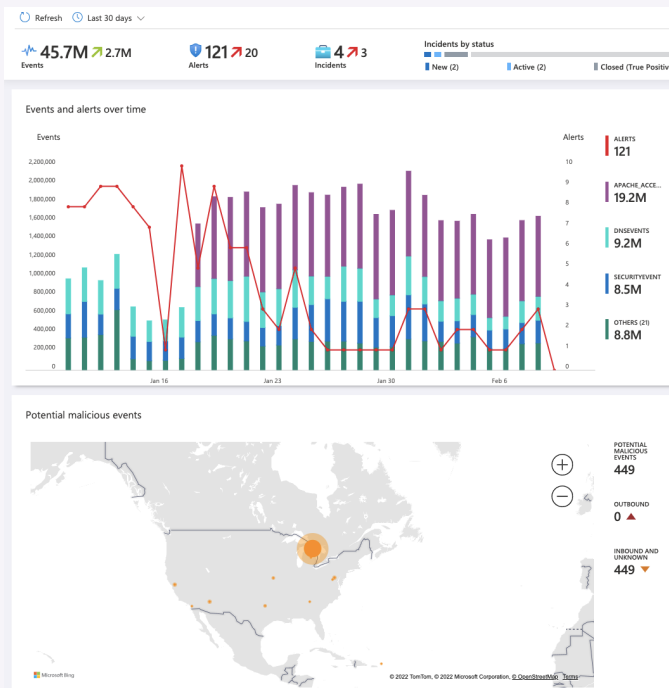 Refresh Last 30 days
45.7M 2.7M
Events
121 20
Alerts
4 3
Incidents
Incidents by status
New (2) Active (2) Closed (True Positiv
Events and alerts over time
Events Alerts
2,200,000
2,000,000
1,800,000
1,600,000
1,400,000
1,200,000
1,000,000
800,000
600,000
400,000
200,000
0
10
9
8
7
6
5
4
3
2
1
0
Jan 16 Jan 23 Jan 30 Feb 6
ALERTS
121
APACHE_ACCE...
19.2M
DNSEVENTS
9.2M
SECURITYEVENT
8.5M
OTHERS (21)
8.8M
Potential malicious events
POTENTIAL
MALICIOUS
EVENTS
449
OUTBOUND
0
INBOUND AND
UNKNOWN
449
Microsoft Bing
© 2022 TomTom, © 2022 Microsoft Corporation, © OpenStreetMap Terms